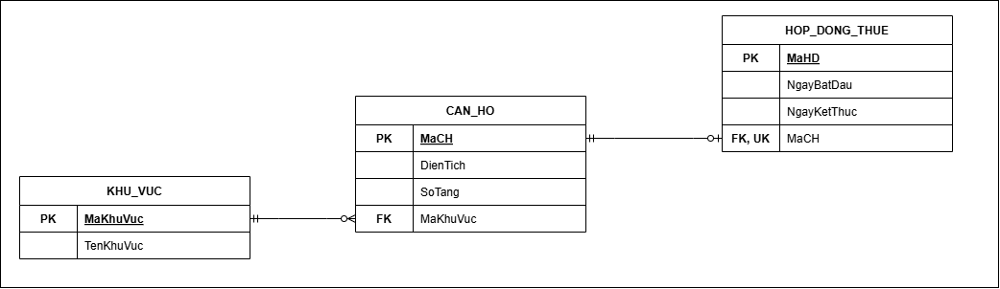 HOP_DONG_THUE
PK MaHD
NgayBatDau
NgayKetThuc
FK, UK MaCH
CAN_HO
PK MaCH
DienTich
SoTang
FK MaKhuVuc
KHU_VUC
PK MaKhuVuc
TenKhuVuc